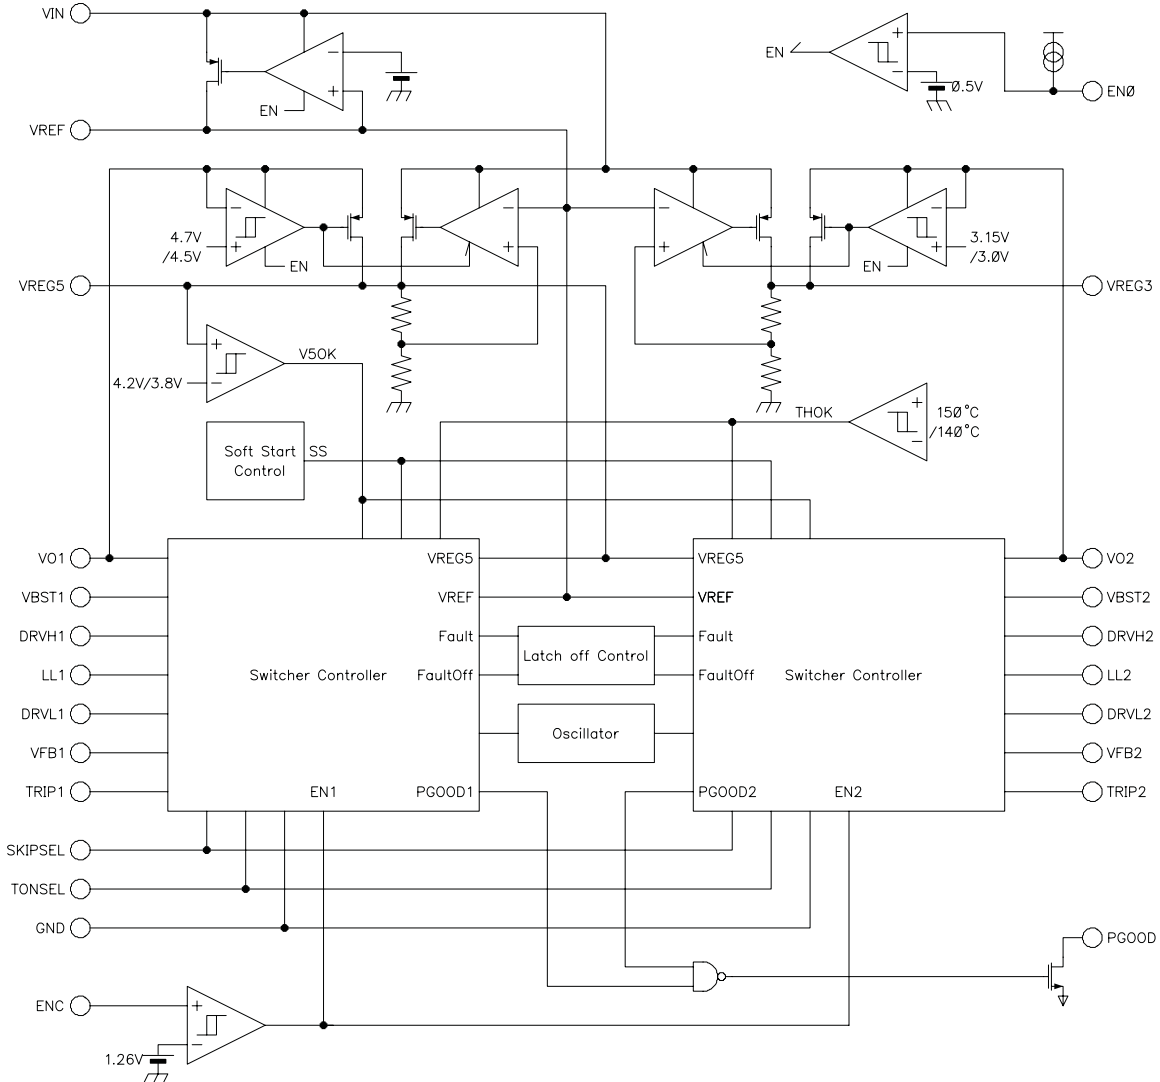 VIN
EN
0.5V
EN0
EN
VREF
4.7V
/4.5V
EN
EN
3.15V
/3.0V
VREG5
VREG3
V5OK
4.2V/3.8V
THOK
150°C
/140°C
Soft Start
Control
SS
VO1
VREG5
VREG5
VO2
VBST1
VREF
VREF
VBST2
DRVH1
Fault
Latch off Control
Fault
DRVH2
LL1
Switcher Controller
FaultOff
FaultOff
Switcher Controller
LL2
DRVL1
Oscillator
DRVL2
VFB1
VFB2
TRIP1
EN1
PGOOD1
PGOOD2
EN2
TRIP2
SKIPSEL
TONSEL
GND
PGOOD
ENC
1.26V